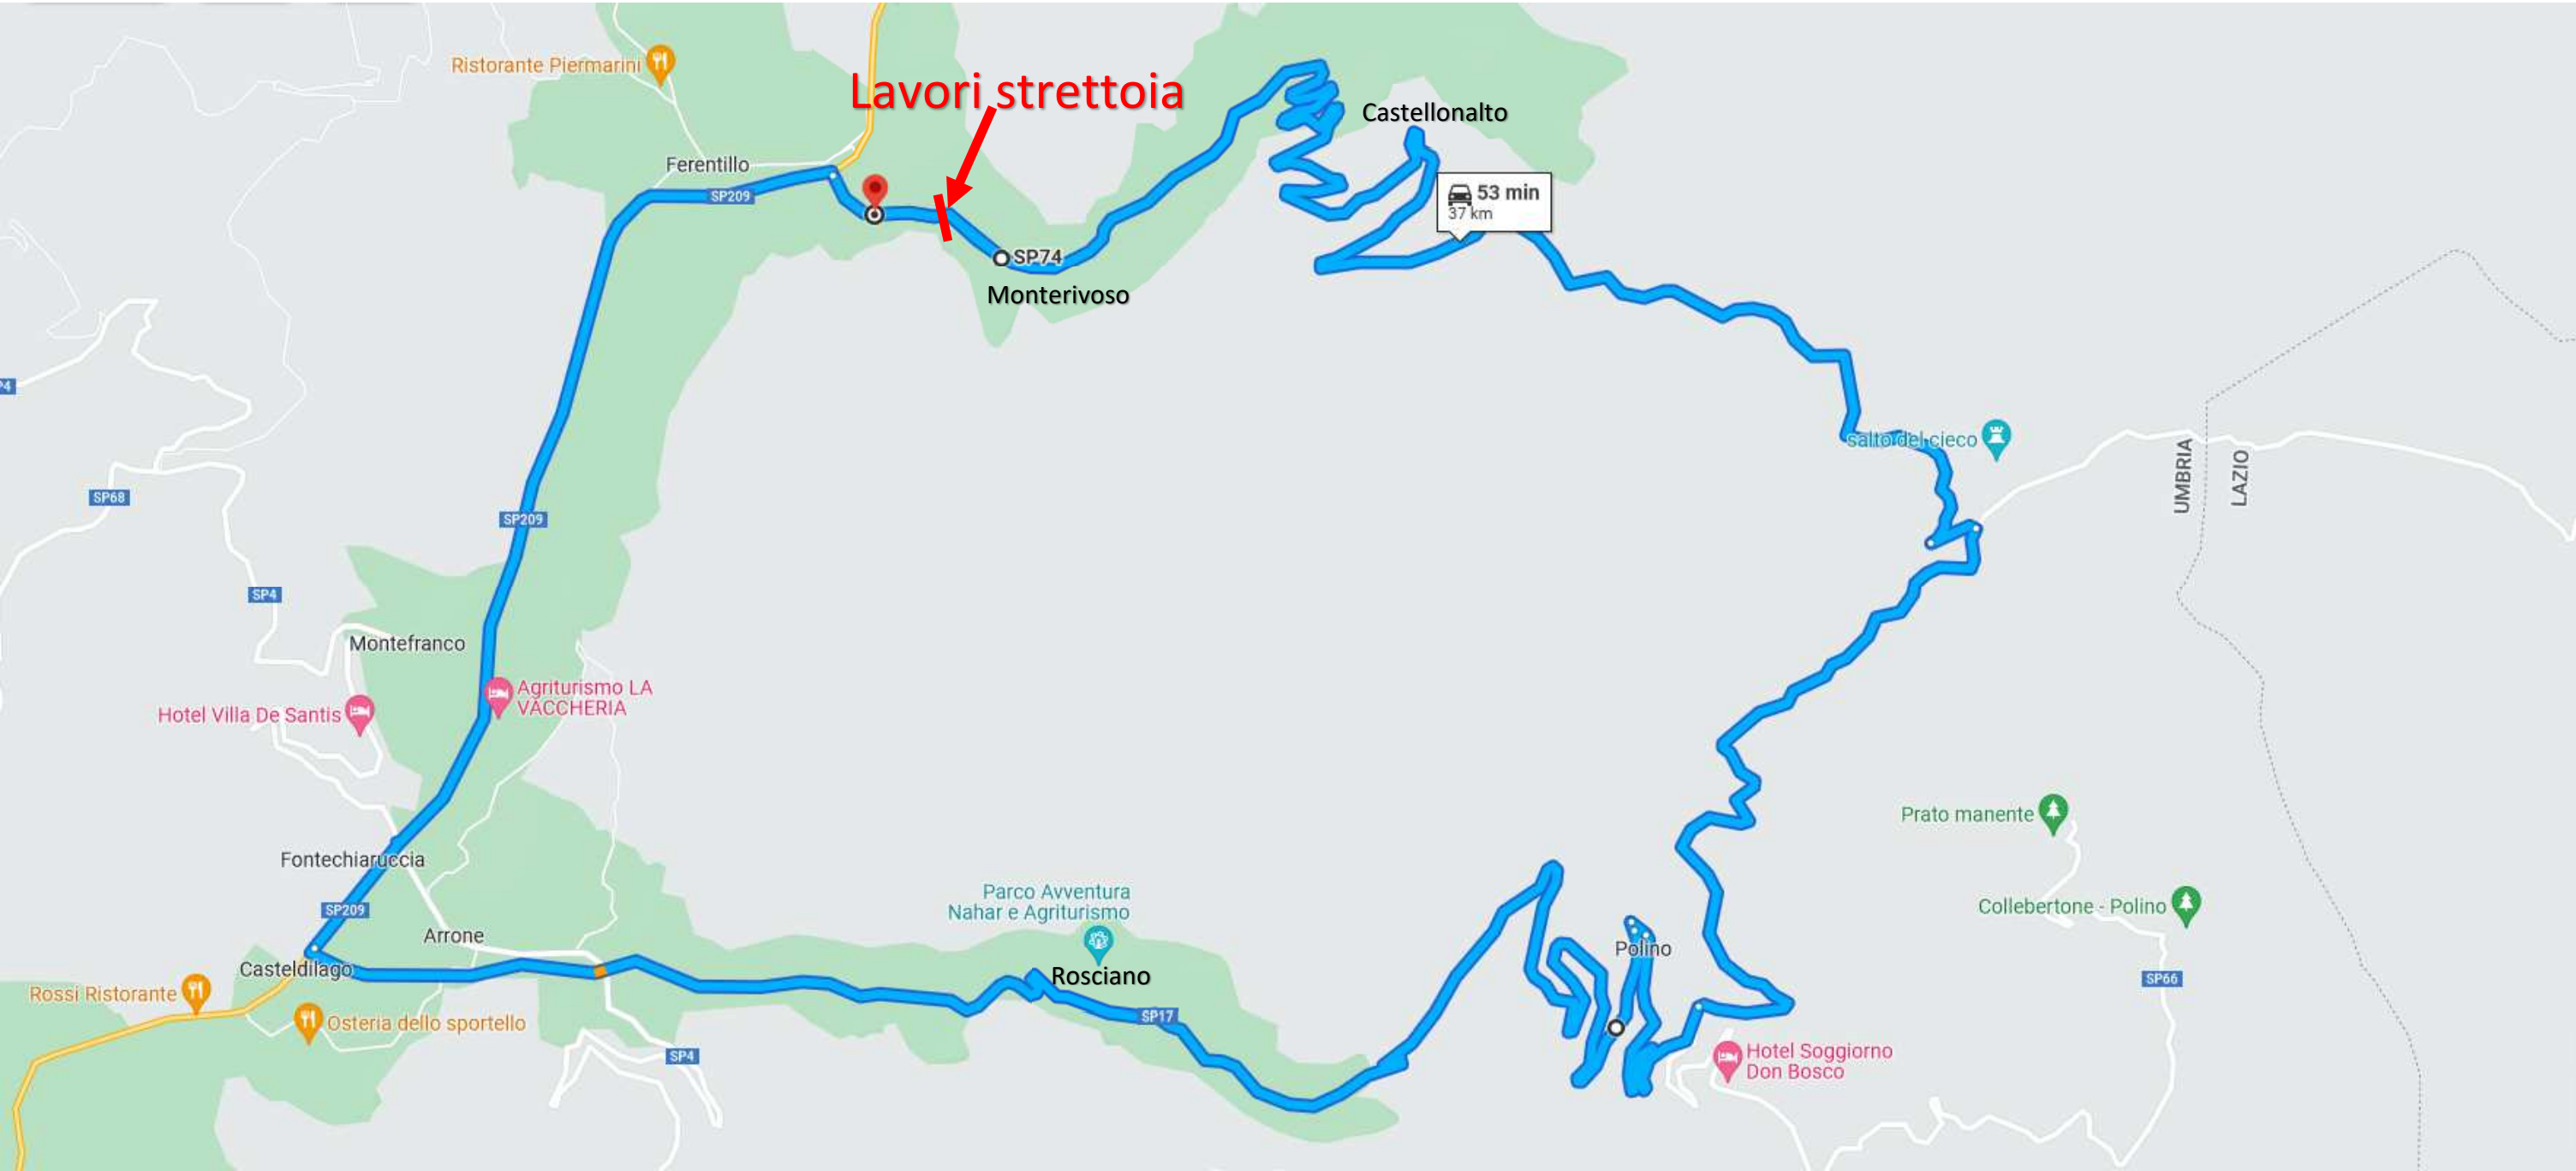 Ristorante Piermarini
Lavori strettoia
Castellonalto
Ferentillo
SP209
53 min
37 km
SP74
Monterivoso
P4
salto del cieco
UMBRIA
LAZIO
SP68
SP209
SP4
Montefranco
Agriturismo LA
VACCHERIA
Hotel Villa De Santis
Prato manente
Fontechiaruccia
Parco Avventura
Nahar e Agriturismo
Collebertone - Polino
SP209
Arrone
Polino
Casteldilago
Rosciano
SP66
Rossi Ristorante
Osteria dello sportello
SP17
SP4
Hotel Soggiorno
Don Bosco